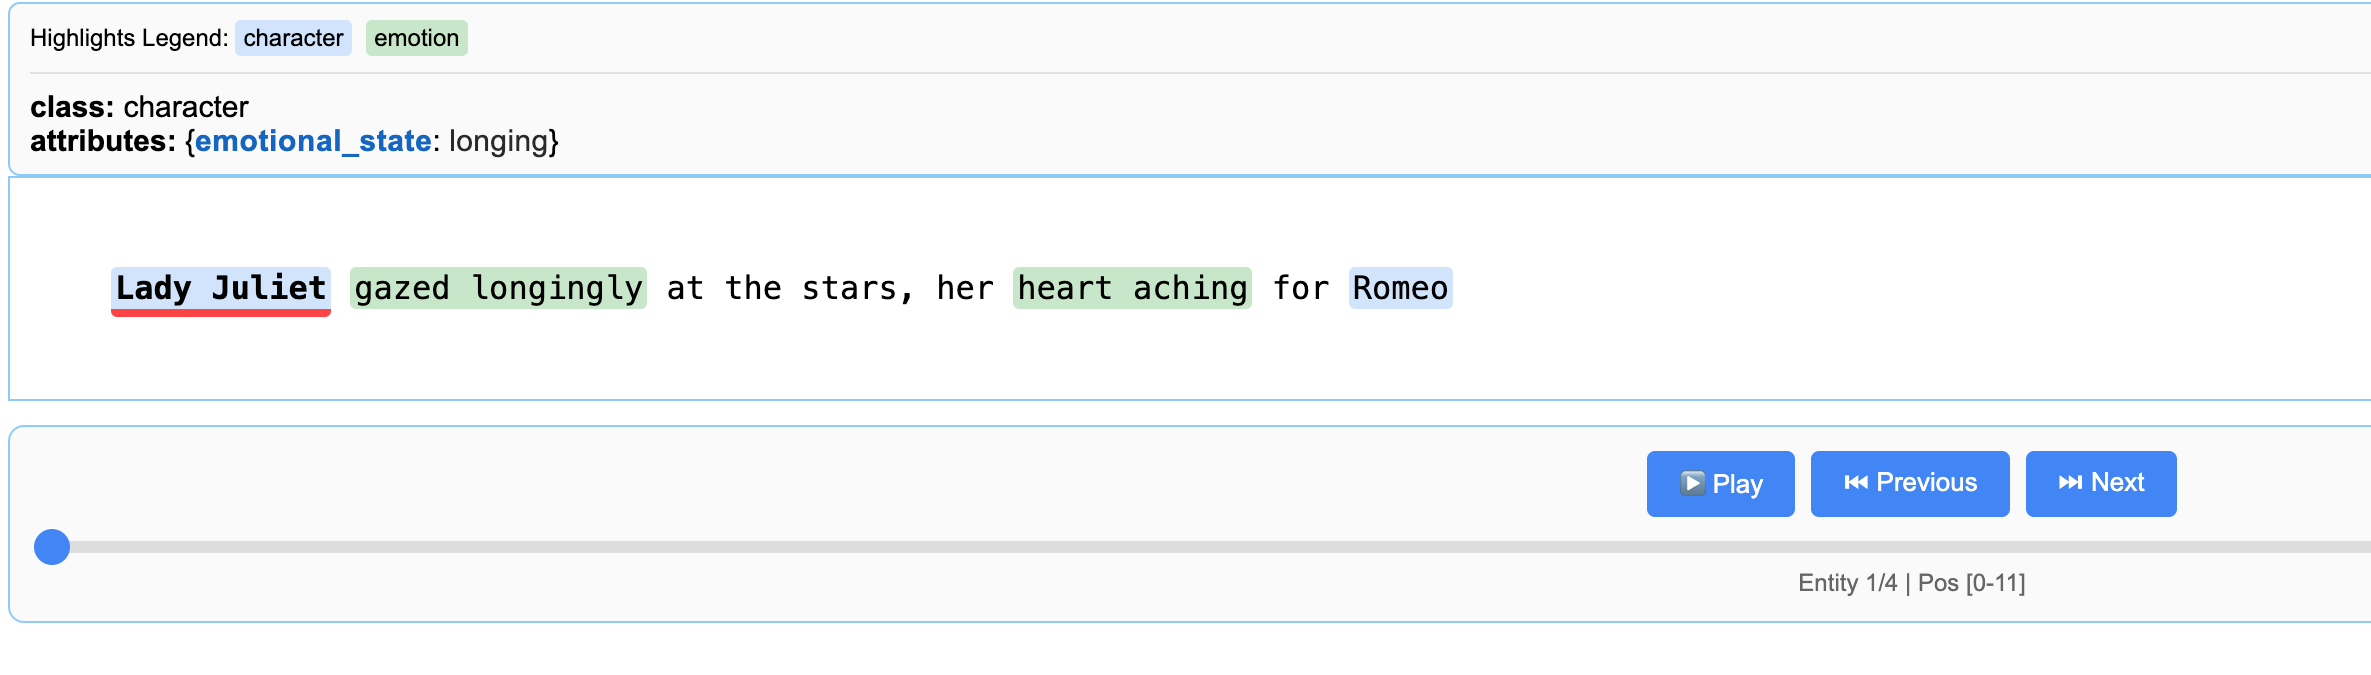 Highlights Legend: character emotion
class: character
attributes: {emotional_state: longing}
Lady Juliet gazed longingly at the stars, her heart aching for Romeo
▶️ Play ⏮ Previous ⏭ Next
Entity 1/4 | Pos [0-11]